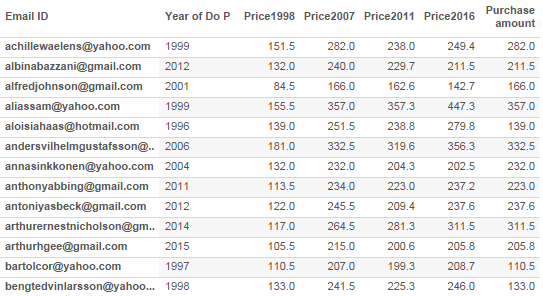 Email ID Year of Do P Price1998 Price2007 Price2011 Price2016 Purchase amount
achillewaelens@yahoo.com 1999 151.5 282.0 238.0 249.4 282.0
albinabazzani@gmail.com 2012 132.0 240.0 229.7 211.5 211.5
alfredjohnson@gmail.com 2001 84.5 166.0 162.6 142.7 166.0
aliassam@yahoo.com 1999 155.5 357.0 357.3 447.3 357.0
aloisiahaas@hotmail.com 1996 139.0 251.5 238.8 279.8 139.0
andersvilhelmgustafsson@.. 2006 181.0 332.5 319.6 356.3 332.5
annasinkkonen@yahoo.com 2004 132.0 232.0 204.3 202.5 232.0
anthonyabbing@gmail.com 2011 113.5 234.0 223.0 237.2 223.0
antoniyasbeck@gmail.com 2012 122.0 245.5 209.4 237.6 237.6
arthurernestnicholson@gm.. 2014 117.0 264.5 281.3 311.5 311.5
arthurhgee@gmail.com 2015 105.5 215.0 200.6 205.8 205.8
bartolcor@yahoo.com 1997 110.5 207.0 199.3 208.7 110.5
bengtedvinlarsson@yahoo... 1998 133.0 241.5 225.3 246.0 133.0